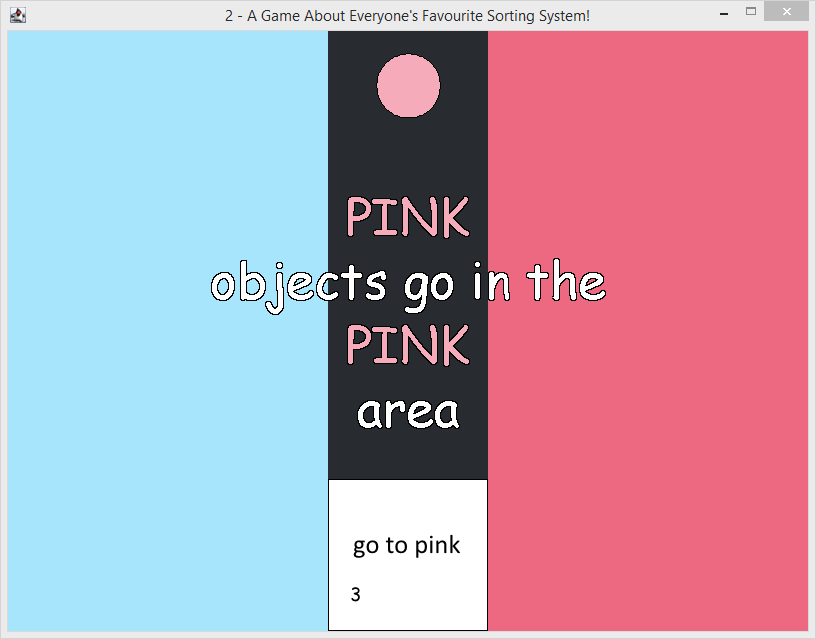 2 - A Game About Everyone's Favourite Sorting System!
PINK
objects go in the
PINK
area
go to pink
3